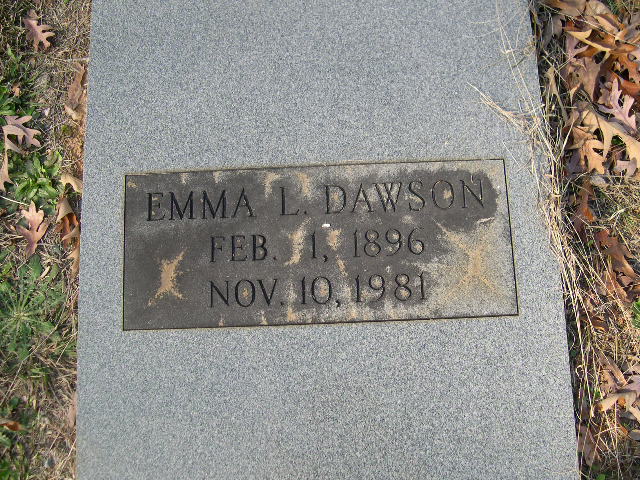 EMMA L. DAWSON
FEB. 1, 1896
NOV. 10, 1981